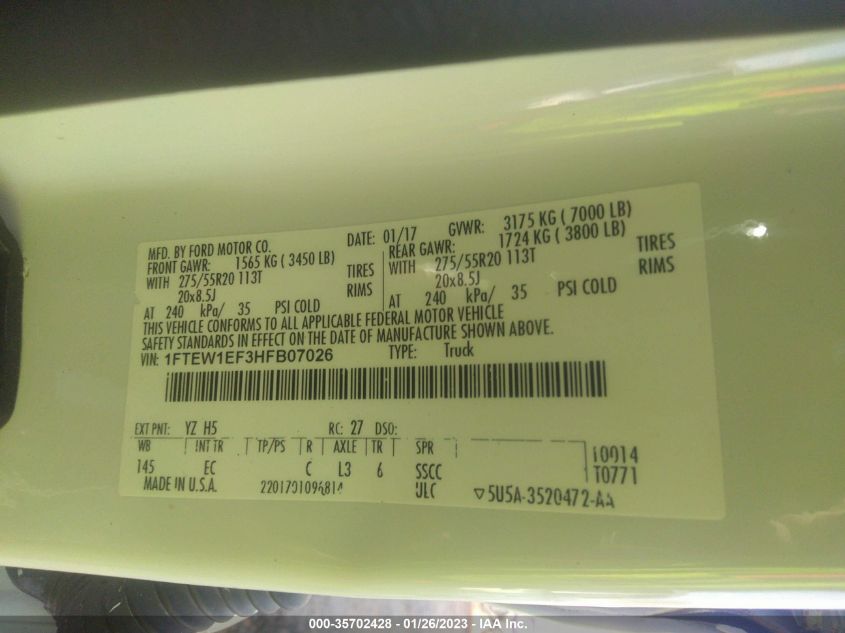 MFD. BY FORD MOTOR CO. DATE: 01/17 GVWR: 3175 KG ( 7000 LB)
FRONT GAWR: 1565 KG ( 3450 LB) REAR GAWR: 1724 KG ( 3800 LB)
WITH 275/55R20 113T TIRES WITH 275/55R20 113T TIRES
20x8.5J RIMS 20x8.5J RIMS
AT 240 kPa/ 35 PSI COLD AT 240 kPa/ 35 PSI COLD
THIS VEHICLE CONFORMS TO ALL APPLICABLE FEDERAL MOTOR VEHICLE
SAFETY STANDARDS IN EFFECT ON THE DATE OF MANUFACTURE SHOWN ABOVE.
VIN: 1FTEW1EF3HFB07026 TYPE: Truck
EXT PNT: YZ H5 RC: 27 DSO:
WB INT TR TP/PS R AXLE TR SPR 10014
145 EC C L3 6 SSCC T0771
MADE IN U.S.A. 2201701096814 ULC ▽5U5A-3520472-AA
000-35702428 - 01/26/2023 - IAA Inc.